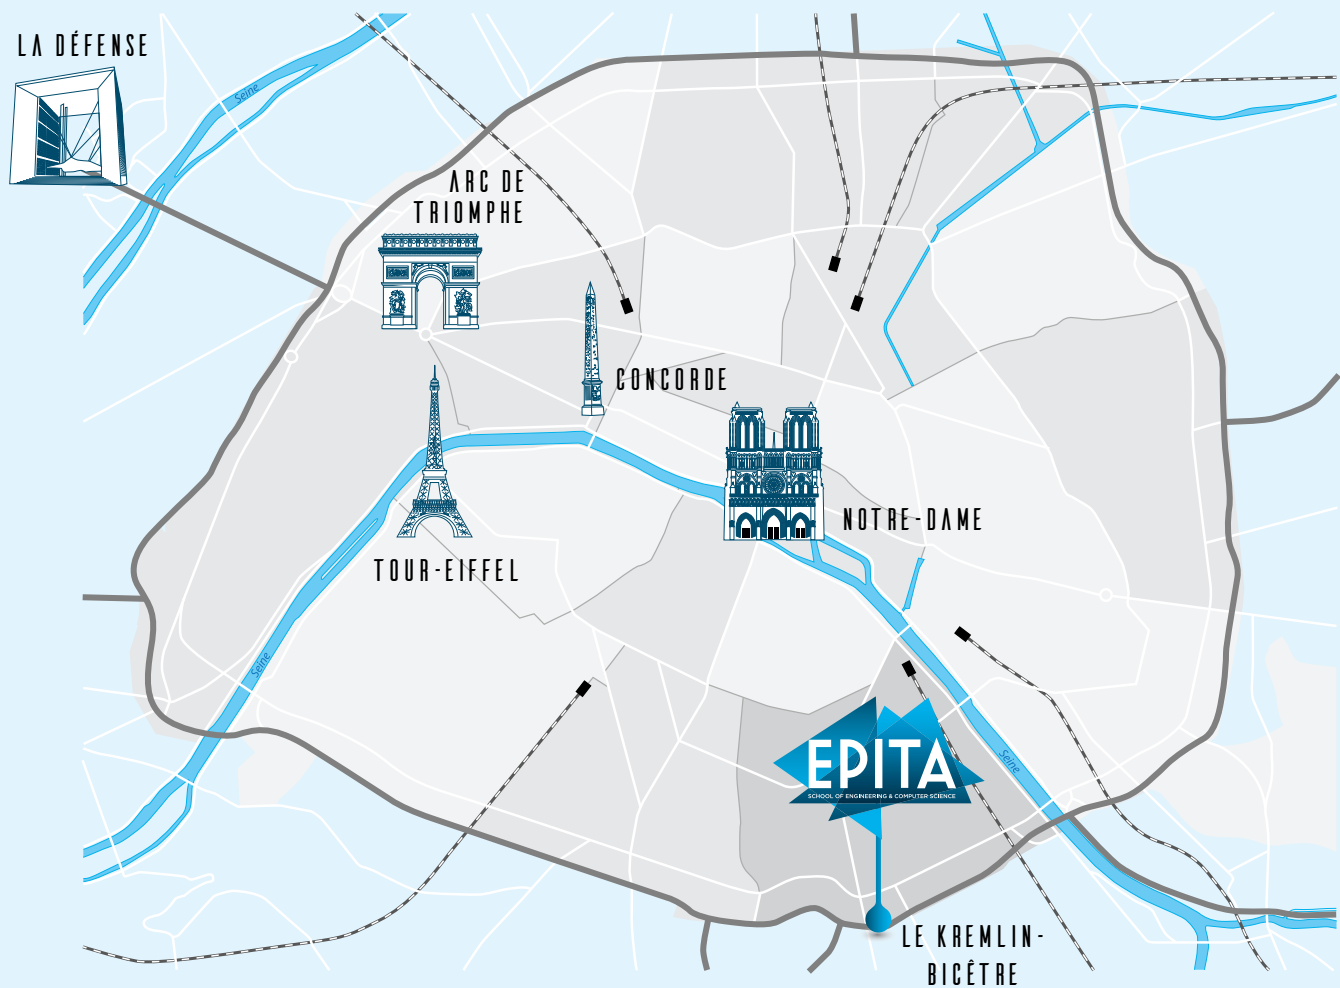 LA DÉFENSE
Seine
ARC DE
TRIOMPHE
CONCORDE
NOTRE-DAME
TOUR-EIFFEL
Seine
Seine
EPITA
SCHOOL OF ENGINEERING & COMPUTER SCIENCE
LE KREMLIN-
BICÊTRE